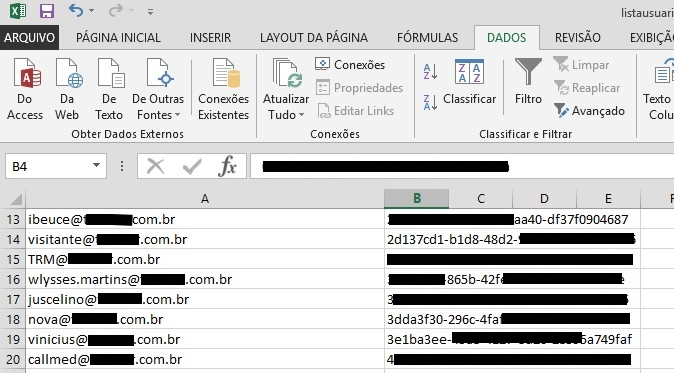 listausuari
ARQUIVO PÁGINA INICIAL INSERIR LAYOUT DA PÁGINA FÓRMULAS DADOS REVISÃO EXIBIÇÃ
Do Access
Da Web
De Texto
De Outras Fontes
Conexões Existentes
Obter Dados Externos
Atualizar Tudo
Conexões
Propriedades
Editar Links
Conexões
A Z
Z A
Z A A Z
Classificar
Filtro
Limpar
Reaplicar
Avançado
Classificar e Filtrar
Texto
Colu
B4 fx
A B C D E F
13 ibeuce@ com.br aa40-df37f0904687
14 visitante@ .com.br 2d137cd1-b1d8-48d2-
15 TRM@ .com.br
16 wlysses.martins@ .com.br -865b-42f
17 juscelino@ .com.br 3
18 nova@ .com.br 3dda3f30-296c-4faf
19 vinicius@ .com.br 3e1ba3ee- a749faf
20 callmed@ .com.br 4